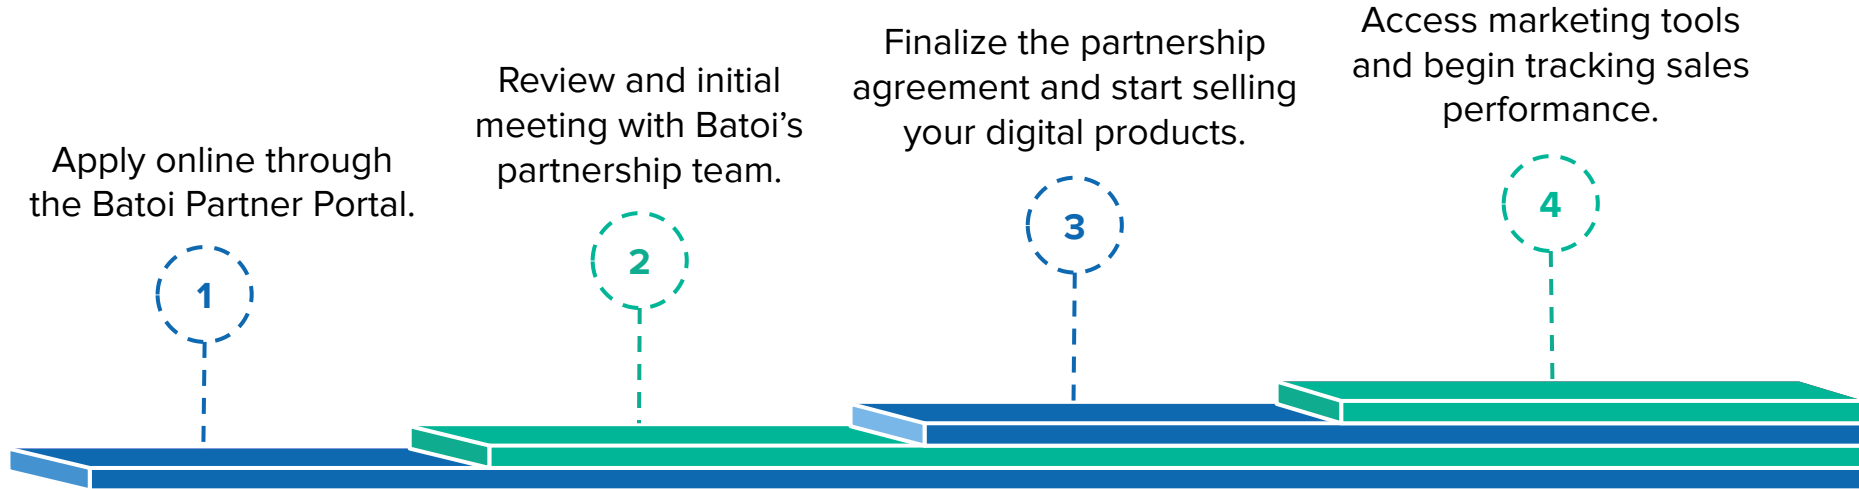 Apply online through
the Batoi Partner Portal.
1
Review and initial
meeting with Batoi’s
partnership team.
2
Finalize the partnership
agreement and start selling
your digital products.
3
Access marketing tools
and begin tracking sales
performance.
4